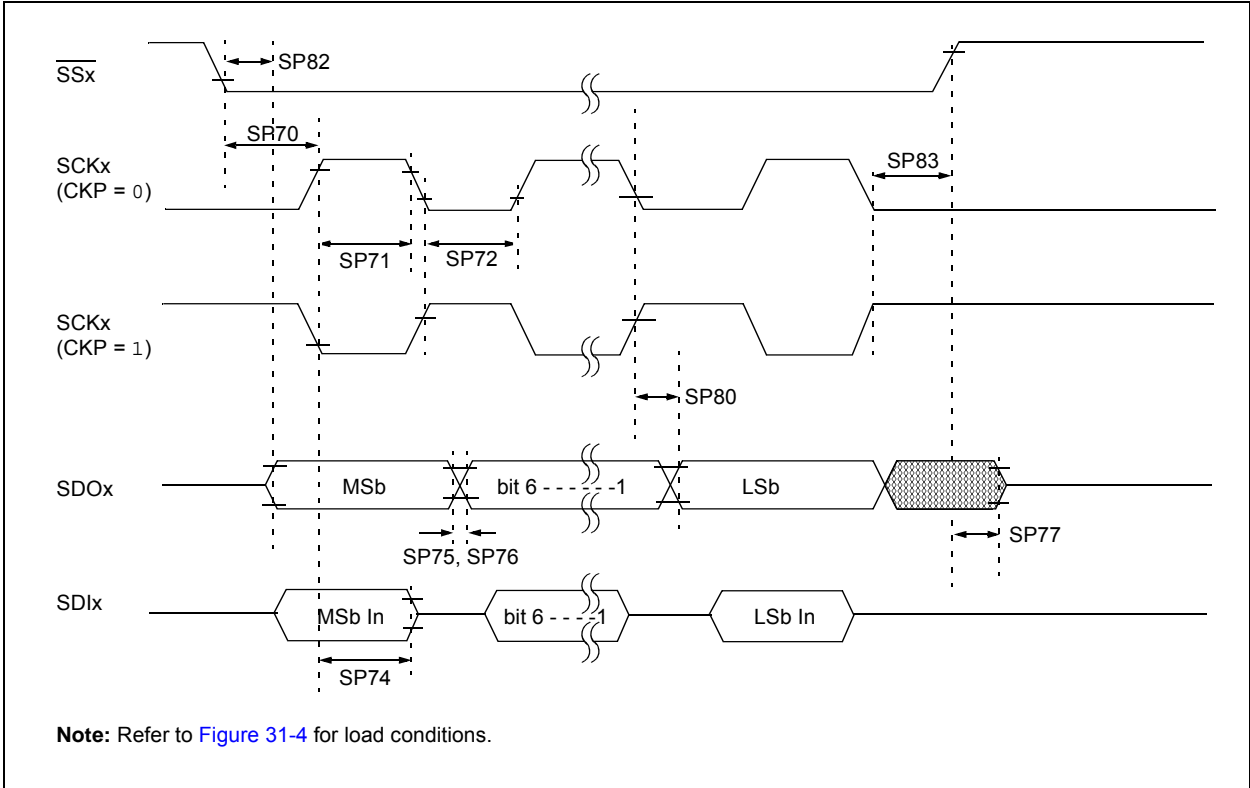 SSx
SP82
SP70
SCKx
(CKP = 0)
SP83
SP71
SP72
SCKx
(CKP = 1)
SP80
SDOx
MSb
bit 6 - - - - - -1
LSb
SP75, SP76
SP77
SDIx
MSb In
bit 6 - - - -1
LSb In
SP74
Note: Refer to Figure 31-4 for load conditions.